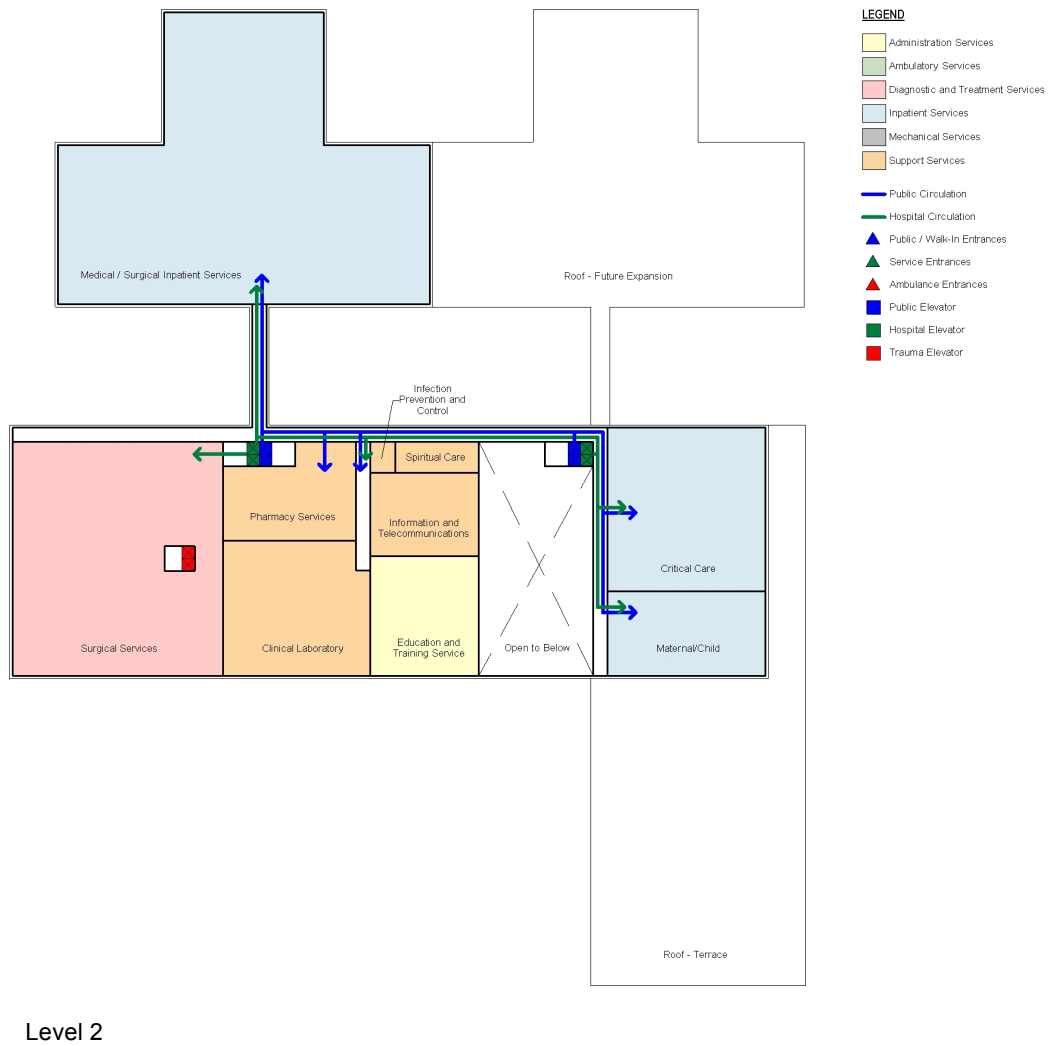 LEGEND
Administration Services
Ambulatory Services
Diagnostic and Treatment Services
Inpatient Services
Mechanical Services
Support Services
Public Circulation
Hospital Circulation
Public / Walk-In Entrances
Service Entrances
Ambulance Entrances
Public Elevator
Hospital Elevator
Trauma Elevator
Medical / Surgical Inpatient Services
Roof - Future Expansion
Infection
Prevention and
Control
Spiritual Care
Pharmacy Services
Information and
Telecommunications
Critical Care
Surgical Services
Clinical Laboratory
Education and
Training Service
Open to Below
Maternal/Child
Roof - Terrace
Level 2